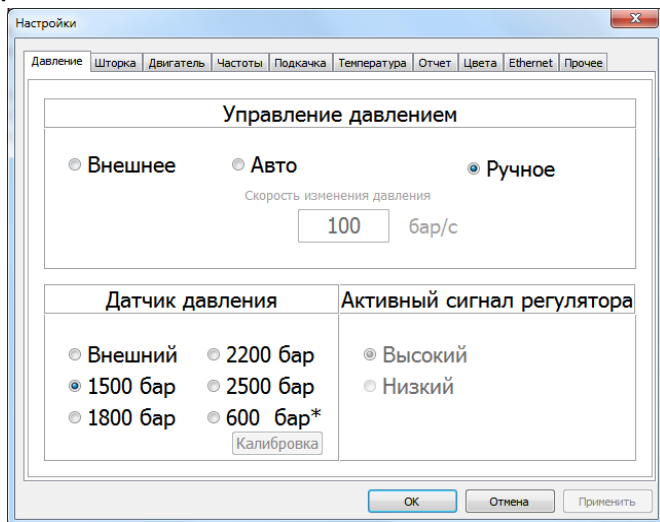 Настройки
Давление Шторка Двигатель Частоты Подкачка Температура Отчет Цвета Ethernet Прочее
Управление давлением
Внешнее Авто Ручное
Скорость изменения давления
100 бар/с
Датчик давления
Внешний 2200 бар
1500 бар 2500 бар
1800 бар 600 бар*
Калибровка
Активный сигнал регулятора
Высокий
Низкий
OK Отмена Применить